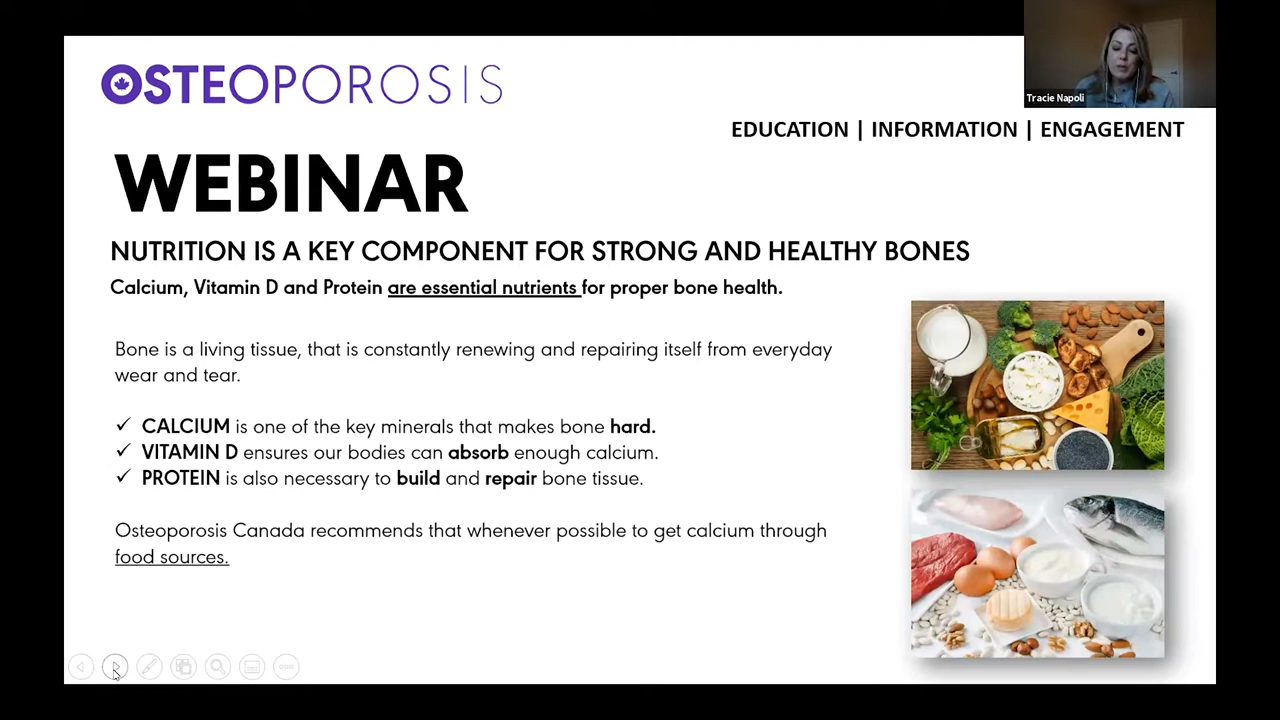 OSTEOPOROSIS
Tracie Napoli
EDUCATION | INFORMATION | ENGAGEMENT
WEBINAR
NUTRITION IS A KEY COMPONENT FOR STRONG AND HEALTHY BONES
Calcium, Vitamin D and Protein are essential nutrients for proper bone health.
Bone is a living tissue, that is constantly renewing and repairing itself from everyday
wear and tear.
✓ CALCIUM is one of the key minerals that makes bone hard.
✓ VITAMIN D ensures our bodies can absorb enough calcium.
✓ PROTEIN is also necessary to build and repair bone tissue.
Osteoporosis Canada recommends that whenever possible to get calcium through
food sources.